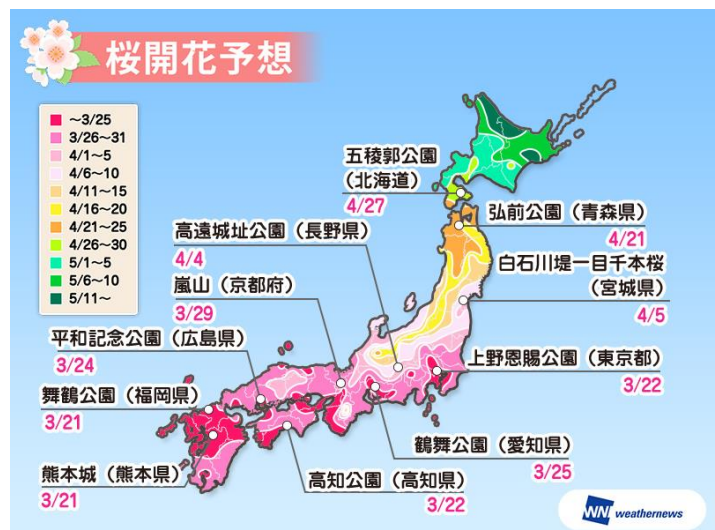 桜開花予想
～3/25
3/26～31
4/1～5
4/6～10
4/11～15
4/16～20
4/21～25
4/26～30
5/1～5
5/6～10
5/11～
五稜郭公園
（北海道）
4/27
弘前公園（青森県）
4/21
高遠城址公園（長野県）
4/4
白石川堤一目千本桜
（宮城県）
4/5
嵐山（京都府）
3/29
平和記念公園（広島県）
3/24
上野恩賜公園（東京都）
3/22
舞鶴公園（福岡県）
3/21
鶴舞公園（愛知県）
3/25
熊本城（熊本県）
3/21
高知公園（高知県）
3/22
WNI weathernews